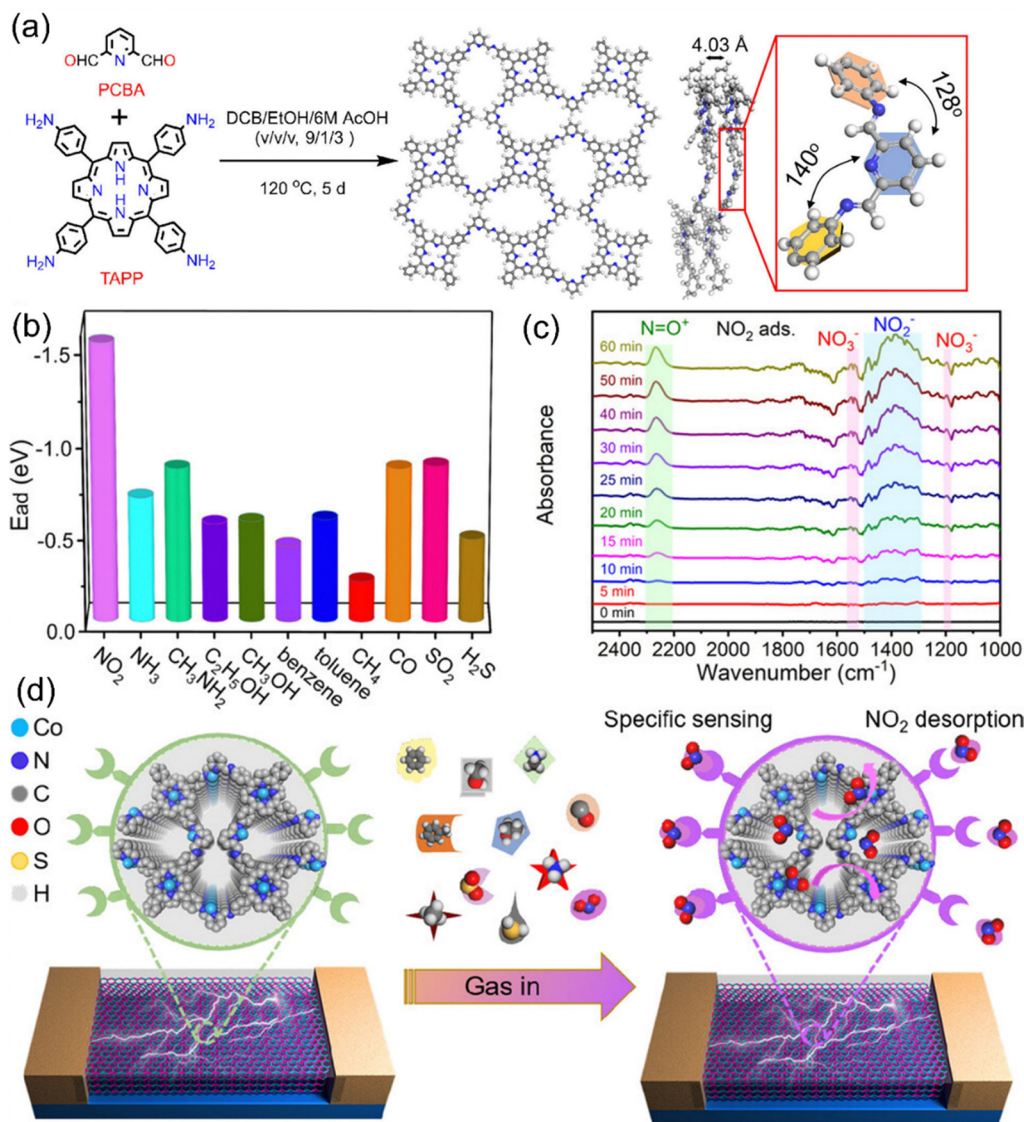 (a)
OHC N CHO
PCBA
+
H₂N NH₂
NH
N N
HN
H₂N NH₂
TAPP
DCB/EtOH/6M AcOH
(v/v/v, 9/1/3 )
120 °C, 5 d
4.03 Å
128°
140°
(b)
Ead (eV)
-1.5
-1.0
-0.5
0.0
NO₂
NH₃
CH₃NH₂
C₂H₅OH
CH₃OH
benzene
toluene
CH₄
CO
SO₂
H₂S
(c)
N=O⁺ NO₂ ads. NO₃⁻ NO₂⁻ NO₃⁻
60 min
50 min
40 min
30 min
25 min
20 min
15 min
10 min
5 min
0 min
Absorbance
2400 2200 2000 1800 1600 1400 1200 1000
Wavenumber (cm⁻¹)
(d)
Co
N
C
O
S
H
Gas in
Specific sensing NO₂ desorption